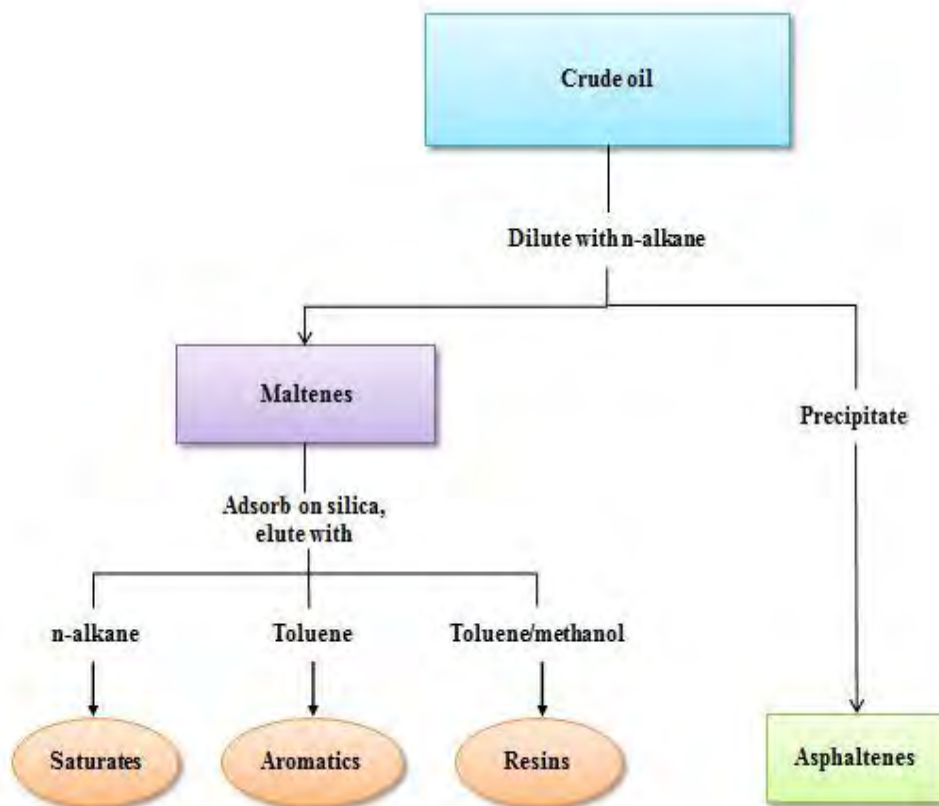 Crude oil
Dilute with n-alkane
Maltenes
Precipitate
Adsorb on silica,
elute with
n-alkane
Toluene
Toluene/methanol
Saturates
Aromatics
Resins
Asphaltenes